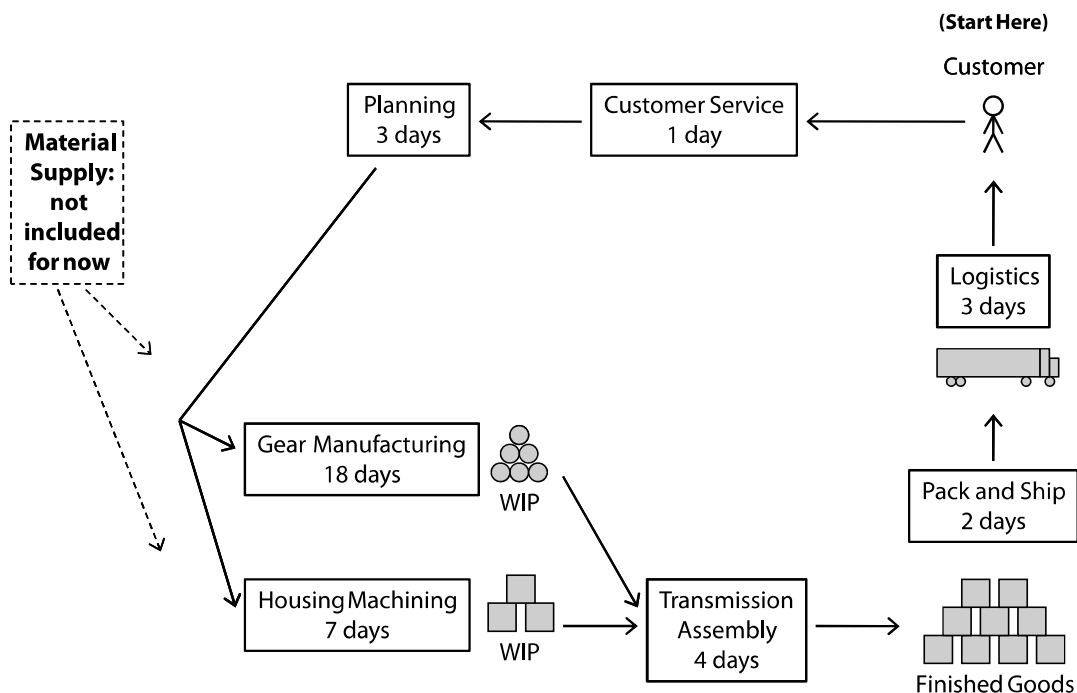 (Start Here)
Customer
Planning
3 days
Customer Service
1 day
Material
Supply:
not
included
for now
Logistics
3 days
Gear Manufacturing
18 days
WIP
Pack and Ship
2 days
Housing Machining
7 days
WIP
Transmission
Assembly
4 days
Finished Goods